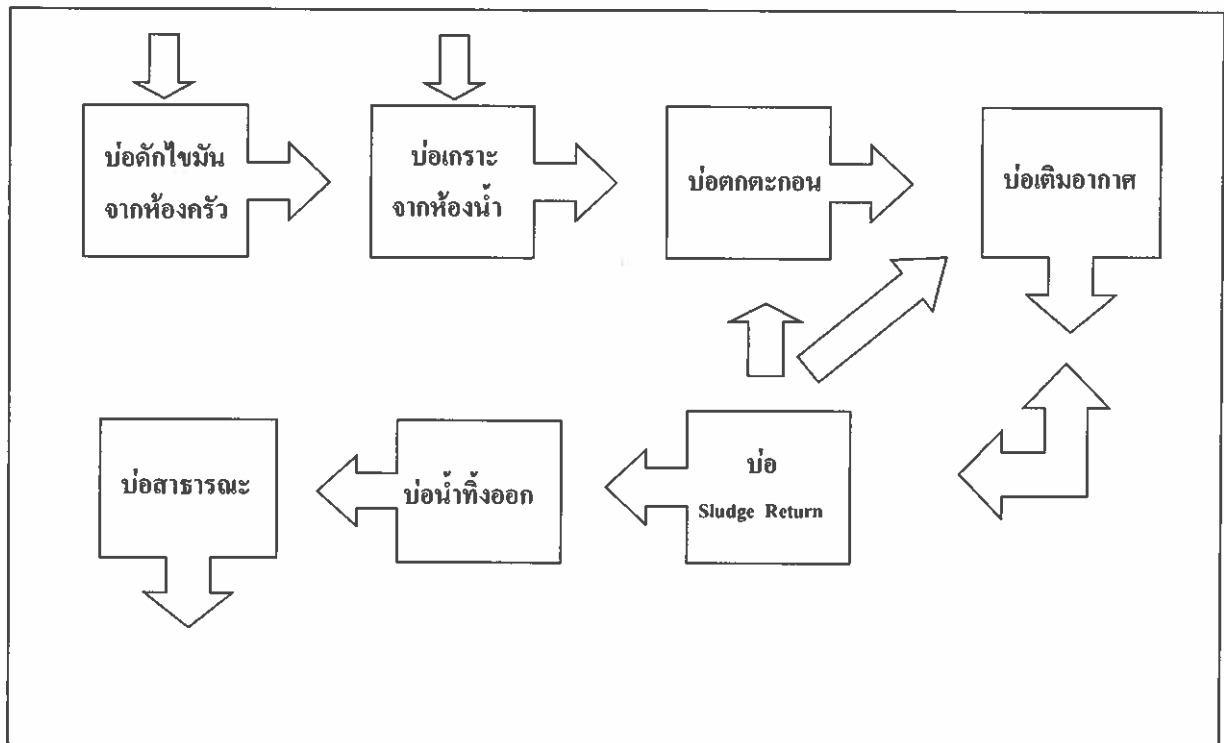 บ่อดักไขมัน
จากห้องครัว
บ่อเกราะ
จากห้องน้ำ
บ่อตกตะกอน
บ่อเติมอากาศ
บ่อสาธารณะ
บ่อน้ำทิ้งออก
บ่อ
Sludge Return